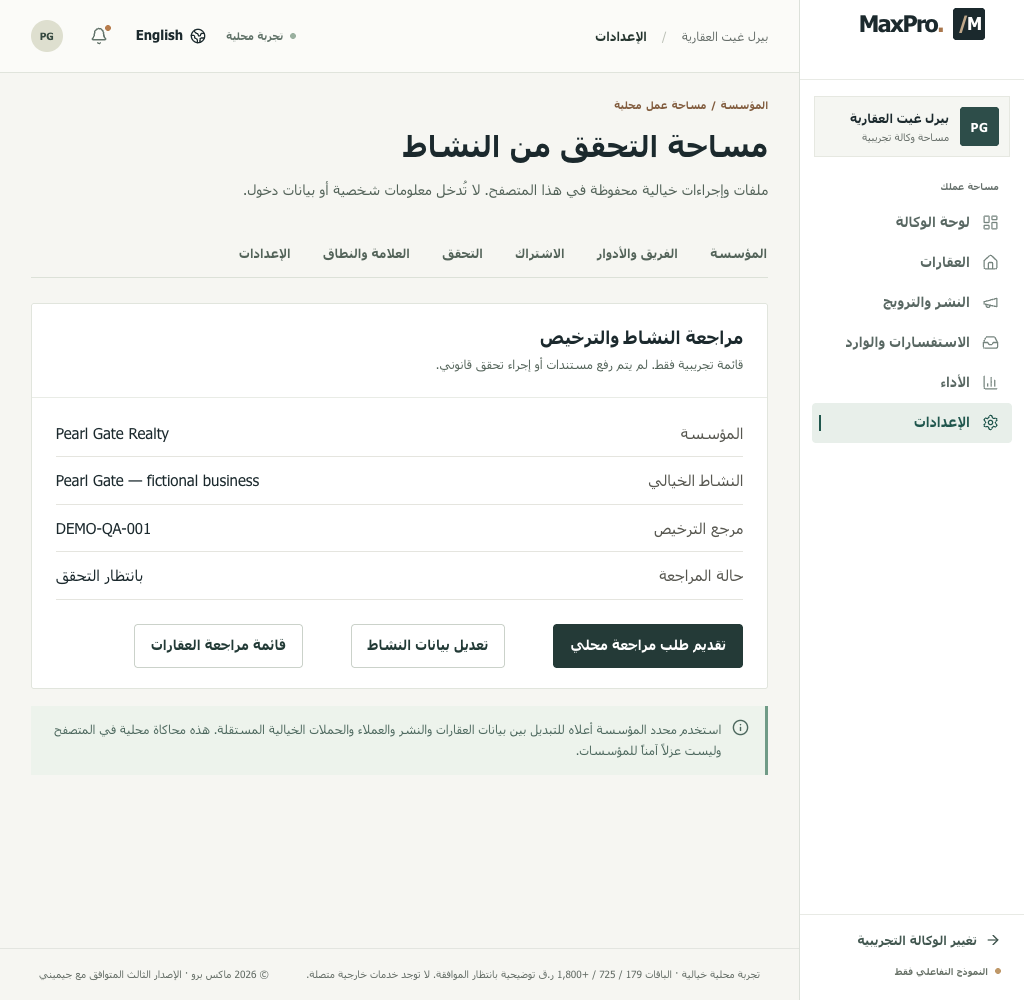 MaxPro. /M
PG
بيرل غيت العقارية
مساحة وكالة تجريبية
مساحة عملك
لوحة الوكالة
العقارات
النشر والترويج
الاستفسارات والوارد
الأداء
الإعدادات
تغيير الوكالة التجريبية
النموذج التفاعلي فقط
بيرل غيت العقارية / الإعدادات
تجربة محلية
English
PG
المؤسسة / مساحة عمل محلية
مساحة التحقق من النشاط
ملفات وإجراءات خيالية محفوظة في هذا المتصفح. لا تُدخل معلومات شخصية أو بيانات دخول.
المؤسسة الفريق والأدوار الاشتراك التحقق العلامة والنطاق الإعدادات
مراجعة النشاط والترخيص
قائمة تجريبية فقط. لم يتم رفع مستندات أو إجراء تحقق قانوني.
المؤسسة Pearl Gate Realty
النشاط الخيالي Pearl Gate — fictional business
مرجع الترخيص DEMO-QA-001
حالة المراجعة بانتظار التحقق
تقديم طلب مراجعة محلي تعديل بيانات النشاط قائمة مراجعة العقارات
استخدم محدد المؤسسة أعلاه للتبديل بين بيانات العقارات والنشر والعملاء والحملات الخيالية المستقلة. هذه محاكاة محلية في المتصفح
وليست عزلاً آمناً للمؤسسات.
تجربة محلية خيالية · الباقات 179 / 725 / 1,800+ ر.ق توضيحية بانتظار الموافقة. لا توجد خدمات خارجية متصلة.
© 2026 ماكس برو · الإصدار الثالث المتوافق مع جيميني